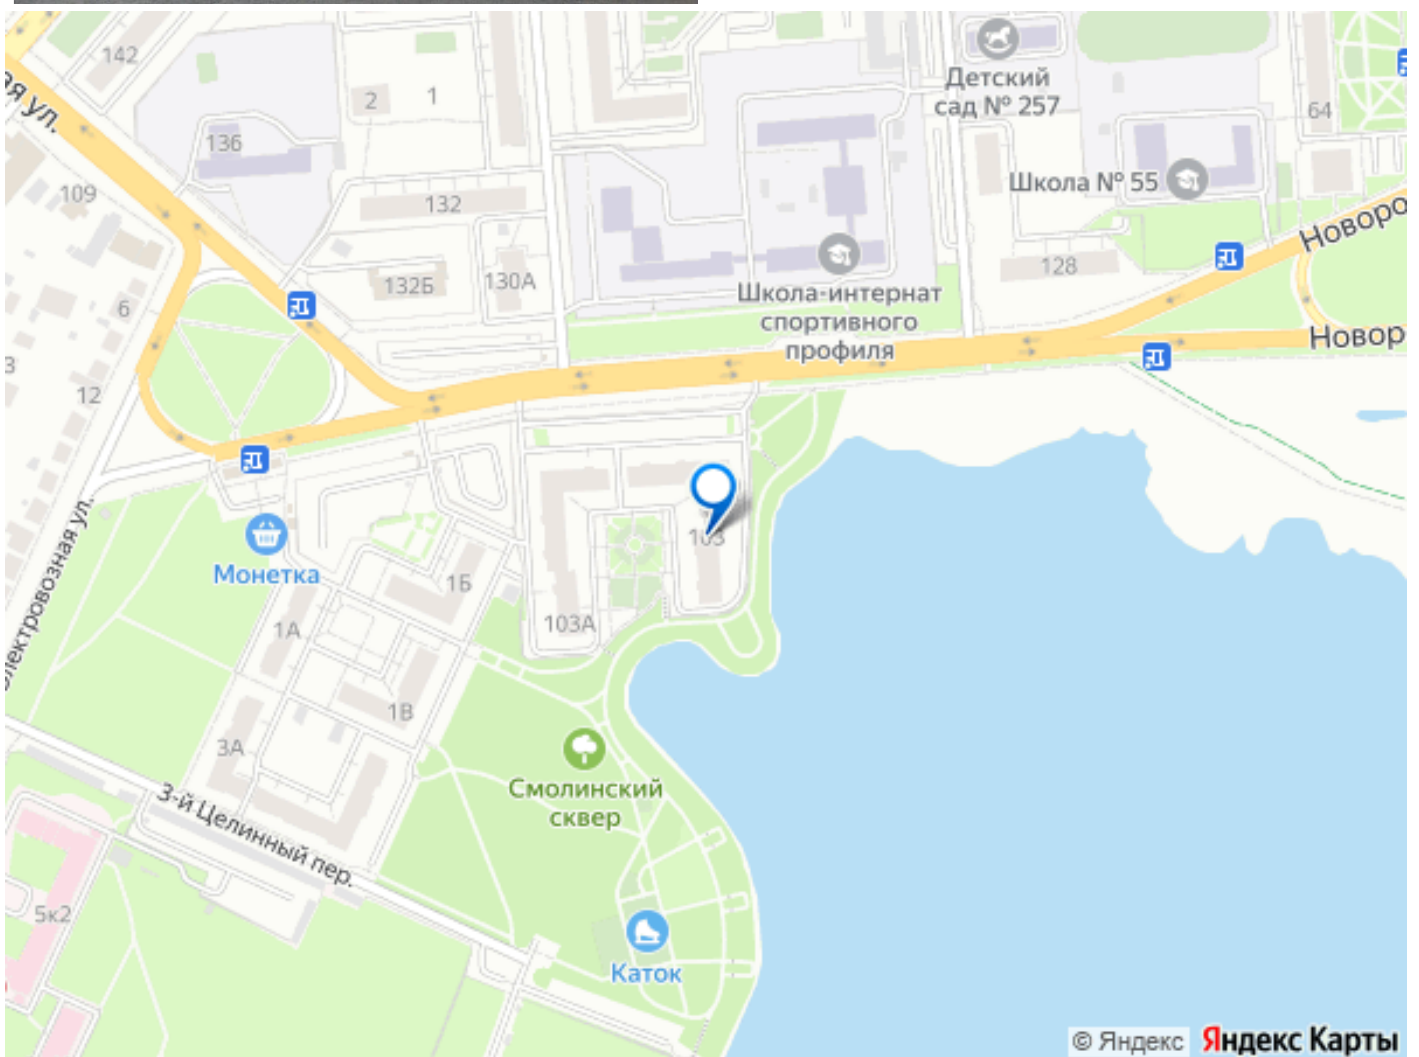 142
ая ул.
2
1
136
109
132
132Б
130А
6
3
12
Детский
сад № 257
64
Школа № 55
128
Новоро
Школа-интернат
спортивного
профиля
Новор
103
Монетка
1Б
1А
103А
1В
3А
Электровозная ул.
Смолинский
сквер
3-й Целинный пер.
5к2
Каток
© Яндекс Яндекс Карты